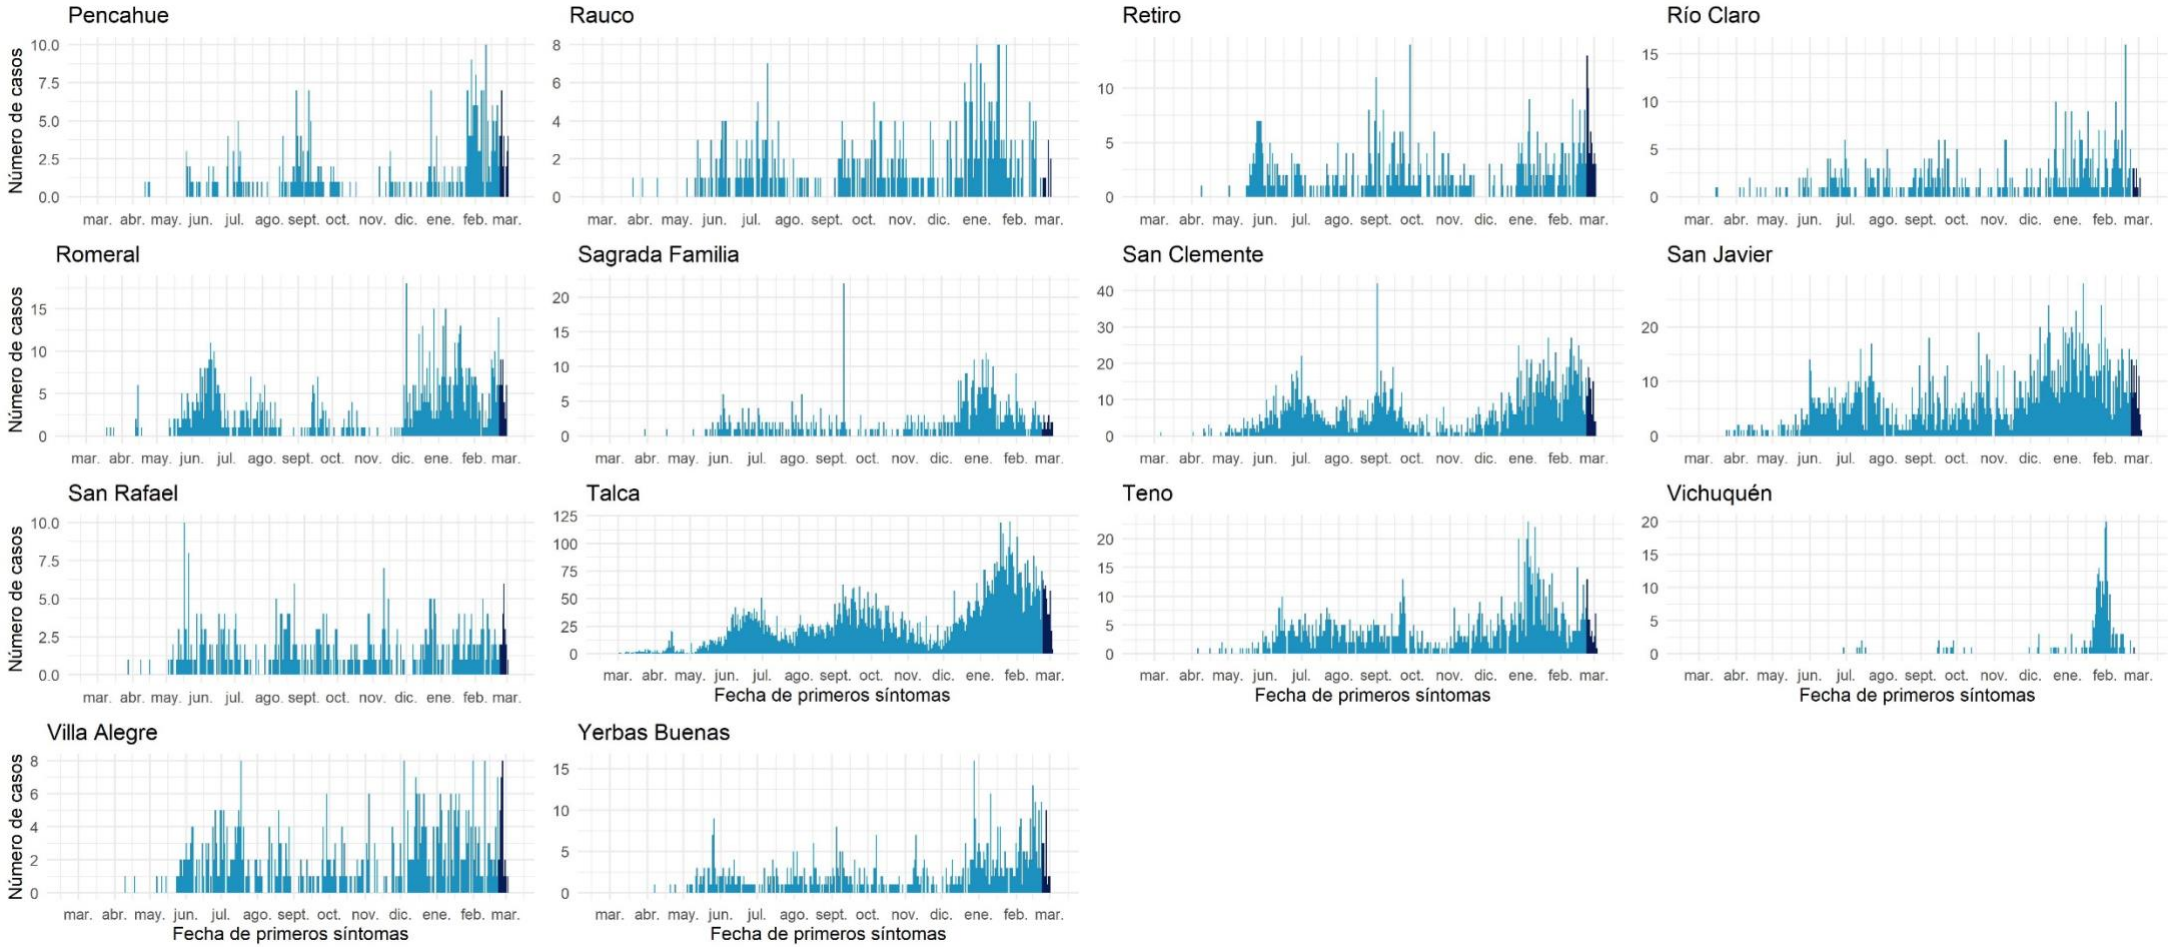 Pencahue
Número de casos
10.0
7.5
5.0
2.5
0.0
mar. abr. may. jun. jul. ago. sept. oct. nov. dic. ene. feb. mar.
Rauco
8
6
4
2
0
mar. abr. may. jun. jul. ago. sept. oct. nov. dic. ene. feb. mar.
Retiro
10
5
0
mar. abr. may. jun. jul. ago. sept. oct. nov. dic. ene. feb. mar.
Río Claro
15
10
5
0
mar. abr. may. jun. jul. ago. sept. oct. nov. dic. ene. feb. mar.
Romeral
Número de casos
15
10
5
0
mar. abr. may. jun. jul. ago. sept. oct. nov. dic. ene. feb. mar.
Sagrada Familia
20
15
10
5
0
mar. abr. may. jun. jul. ago. sept. oct. nov. dic. ene. feb. mar.
San Clemente
40
30
20
10
0
mar. abr. may. jun. jul. ago. sept. oct. nov. dic. ene. feb. mar.
San Javier
20
10
0
mar. abr. may. jun. jul. ago. sept. oct. nov. dic. ene. feb. mar.
San Rafael
Número de casos
10.0
7.5
5.0
2.5
0.0
mar. abr. may. jun. jul. ago. sept. oct. nov. dic. ene. feb. mar.
Talca
125
100
75
50
25
0
mar. abr. may. jun. jul. ago. sept. oct. nov. dic. ene. feb. mar.
Fecha de primeros síntomas
Teno
20
15
10
5
0
mar. abr. may. jun. jul. ago. sept. oct. nov. dic. ene. feb. mar.
Fecha de primeros síntomas
Vichuquén
20
15
10
5
0
mar. abr. may. jun. jul. ago. sept. oct. nov. dic. ene. feb. mar.
Fecha de primeros síntomas
Villa Alegre
Número de casos
8
6
4
2
0
mar. abr. may. jun. jul. ago. sept. oct. nov. dic. ene. feb. mar.
Fecha de primeros síntomas
Yerbas Buenas
15
10
5
0
mar. abr. may. jun. jul. ago. sept. oct. nov. dic. ene. feb. mar.
Fecha de primeros síntomas